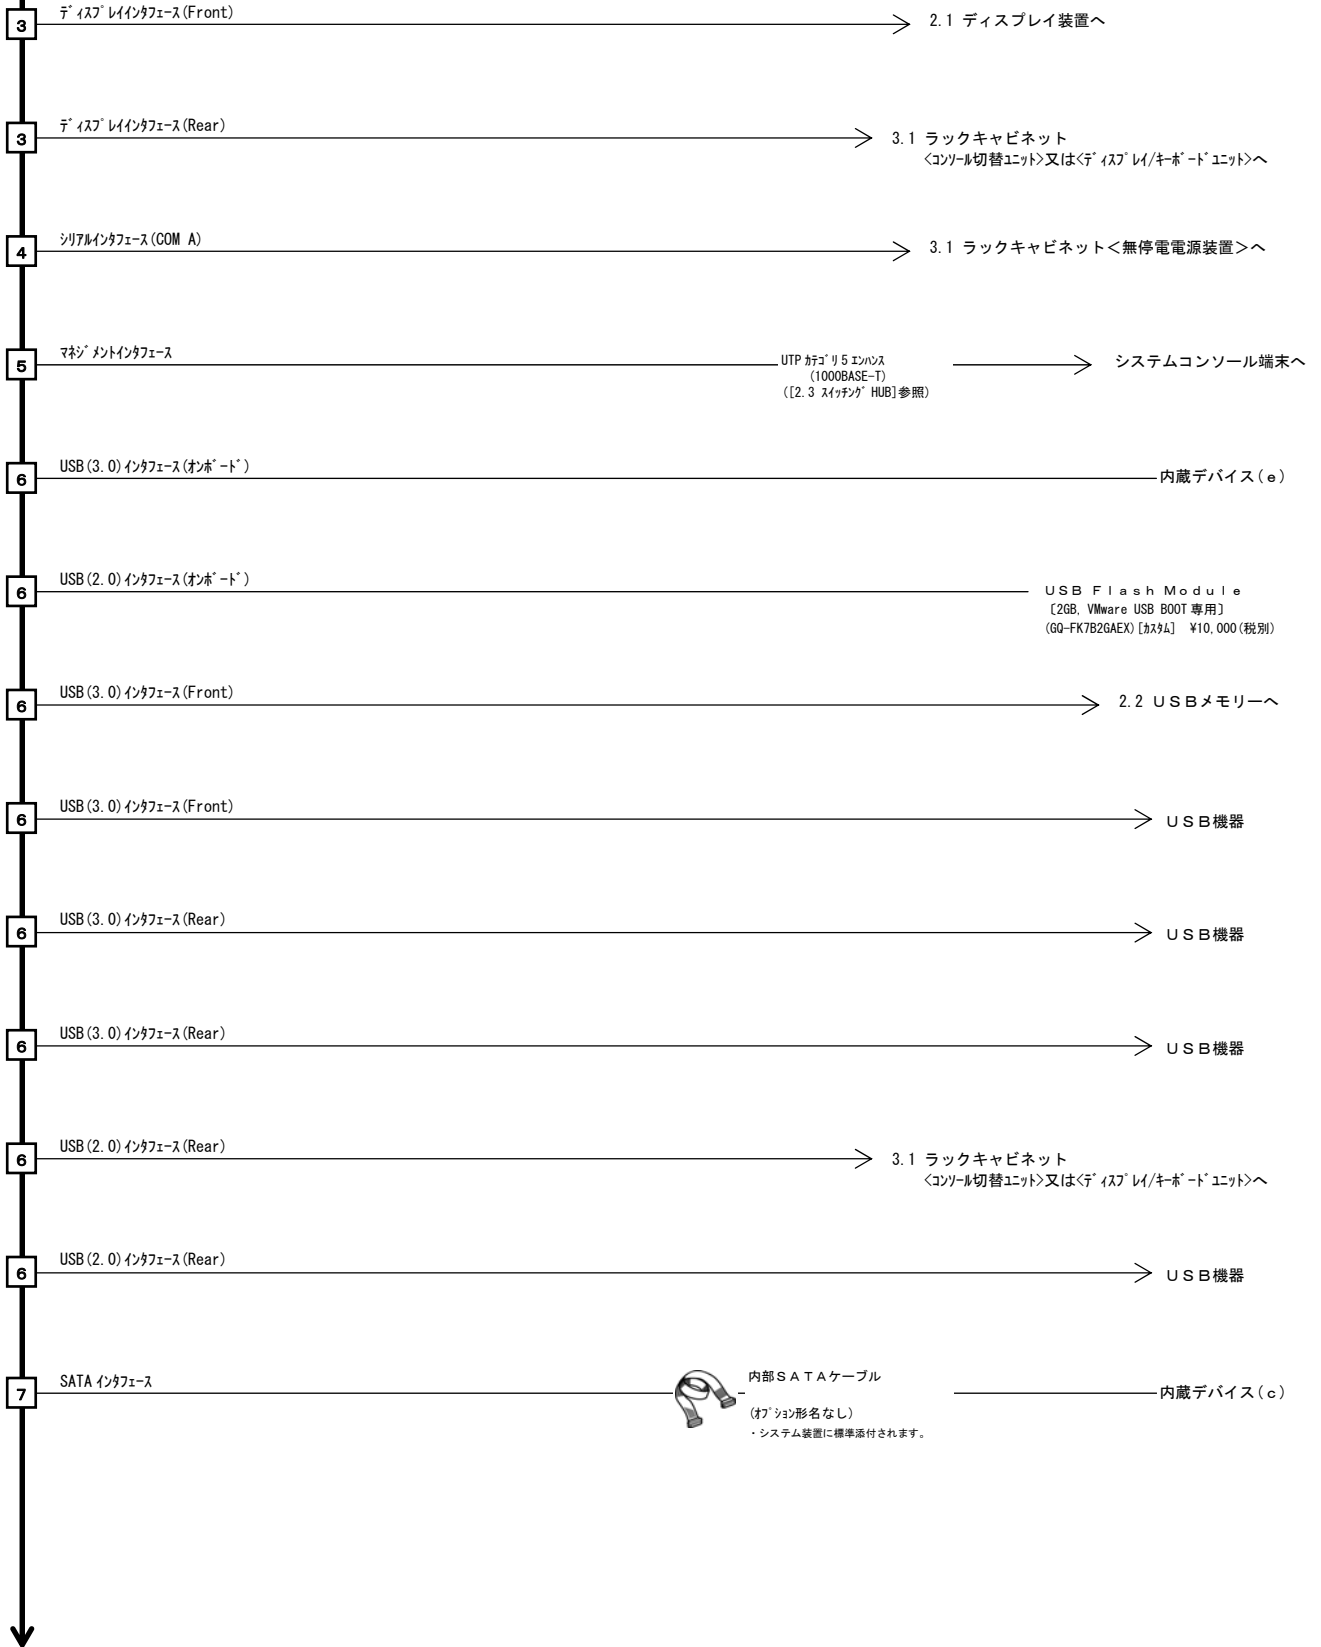 3
ﾃﾞｨｽﾌﾟﾚｲｲﾝﾀﾌｪｰｽ(Front)
2.1 ディスプレイ装置へ
3
ﾃﾞｨｽﾌﾟﾚｲｲﾝﾀﾌｪｰｽ(Rear)
3.1 ラックキャビネット
<ｺﾝｿｰﾙ切替ﾕﾆｯﾄ>又は<ﾃﾞｨｽﾌﾟﾚｲ/ｷｰﾎﾞｰﾄﾞﾕﾆｯﾄ>へ
4
ｼﾘｱﾙｲﾝﾀﾌｪｰｽ(COM A)
3.1 ラックキャビネット＜無停電電源装置＞へ
5
ﾏﾈｼﾞﾒﾝﾄｲﾝﾀﾌｪｰｽ
UTP ｶﾃｺﾞﾘ 5 ｴﾝﾊﾝｽ
(1000BASE-T)
([2.3 ｽｲｯﾁﾝｸﾞ HUB]参照)
システムコンソール端末へ
6
USB(3.0)ｲﾝﾀﾌｪｰｽ(ｵﾝﾎﾞｰﾄﾞ)
内蔵デバイス(ｅ)
6
USB(2.0)ｲﾝﾀﾌｪｰｽ(ｵﾝﾎﾞｰﾄﾞ)
ＵＳＢ Ｆｌａｓｈ Ｍｏｄｕｌｅ
〔2GB, VMware USB BOOT 専用〕
(GQ-FK7B2GAEX)[ｶｽﾀﾑ] ¥10,000(税別)
6
USB(3.0)ｲﾝﾀﾌｪｰｽ(Front)
2.2 ＵＳＢメモリーへ
6
USB(3.0)ｲﾝﾀﾌｪｰｽ(Front)
ＵＳＢ機器
6
USB(3.0)ｲﾝﾀﾌｪｰｽ(Rear)
ＵＳＢ機器
6
USB(3.0)ｲﾝﾀﾌｪｰｽ(Rear)
ＵＳＢ機器
6
USB(2.0)ｲﾝﾀﾌｪｰｽ(Rear)
3.1 ラックキャビネット
<ｺﾝｿｰﾙ切替ﾕﾆｯﾄ>又は<ﾃﾞｨｽﾌﾟﾚｲ/ｷｰﾎﾞｰﾄﾞﾕﾆｯﾄ>へ
6
USB(2.0)ｲﾝﾀﾌｪｰｽ(Rear)
ＵＳＢ機器
7
SATA ｲﾝﾀﾌｪｰｽ
内部ＳＡＴＡケーブル
(ｵﾌﾟｼｮﾝ形名なし)
・システム装置に標準添付されます。
内蔵デバイス(ｃ)